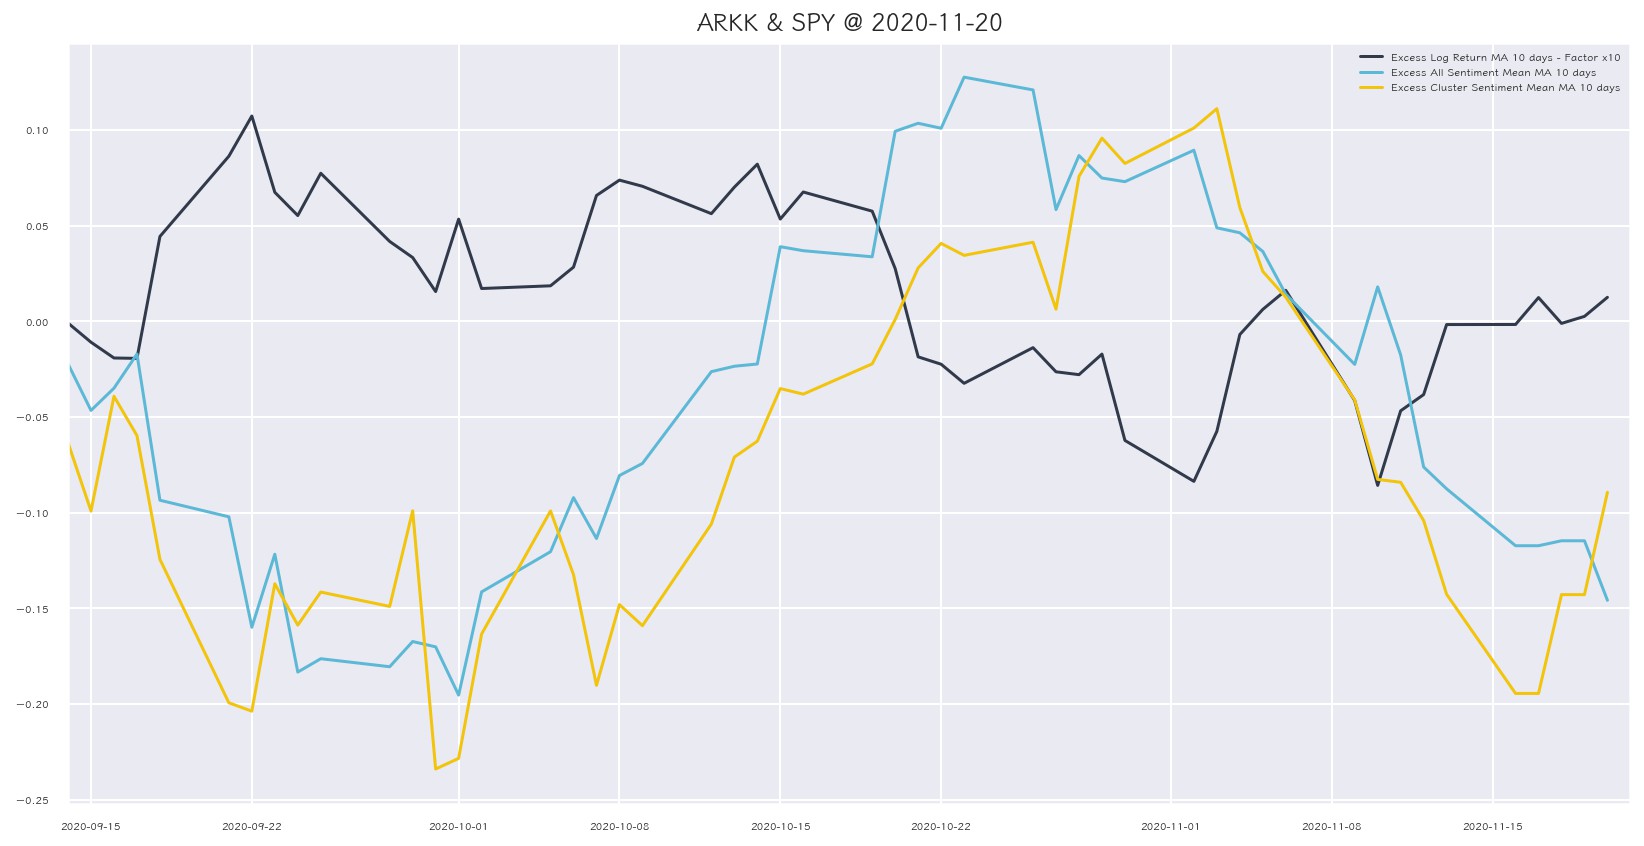 ARKK & SPY @ 2020-11-20
Excess Log Return MA 10 days - Factor x10
Excess All Sentiment Mean MA 10 days
Excess Cluster Sentiment Mean MA 10 days
0.10
0.05
0.00
−0.05
−0.10
−0.15
−0.20
−0.25
2020-09-15 2020-09-22 2020-10-01 2020-10-08 2020-10-15 2020-10-22 2020-11-01 2020-11-08 2020-11-15